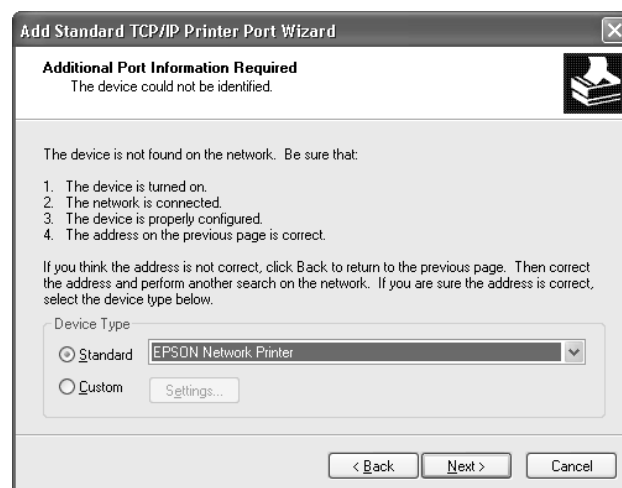 Add Standard TCP/IP Printer Port Wizard
Additional Port Information Required
The device could not be identified.
The device is not found on the network. Be sure that:
1. The device is turned on.
2. The network is connected.
3. The device is properly configured.
4. The address on the previous page is correct.
If you think the address is not correct, click Back to return to the previous page. Then correct
the address and perform another search on the network. If you are sure the address is correct,
select the device type below.
Device Type
Standard EPSON Network Printer
Custom Settings...
< Back Next > Cancel